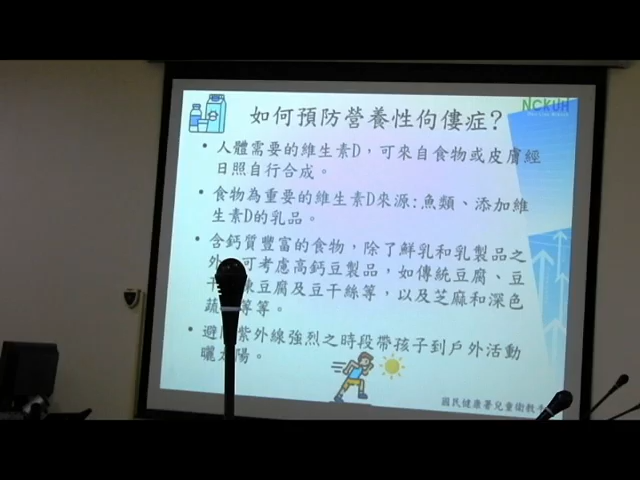 NCKUH
如何預防營養性佝僂症?
• 人體需要的維生素D，可來自食物或皮膚經
日照自行合成。
• 食物為重要的維生素D來源:魚類、添加維
生素D的乳品。
• 含鈣質豐富的食物，除了鮮乳和乳製品之
外 可考慮高鈣豆製品，如傳統豆腐、豆
干 凍豆腐及豆干絲等，以及芝麻和深色
蔬 等等。
• 避 紫外線強烈之時段帶孩子到戶外活動
曬 陽。
國民健康署兒童衛教手